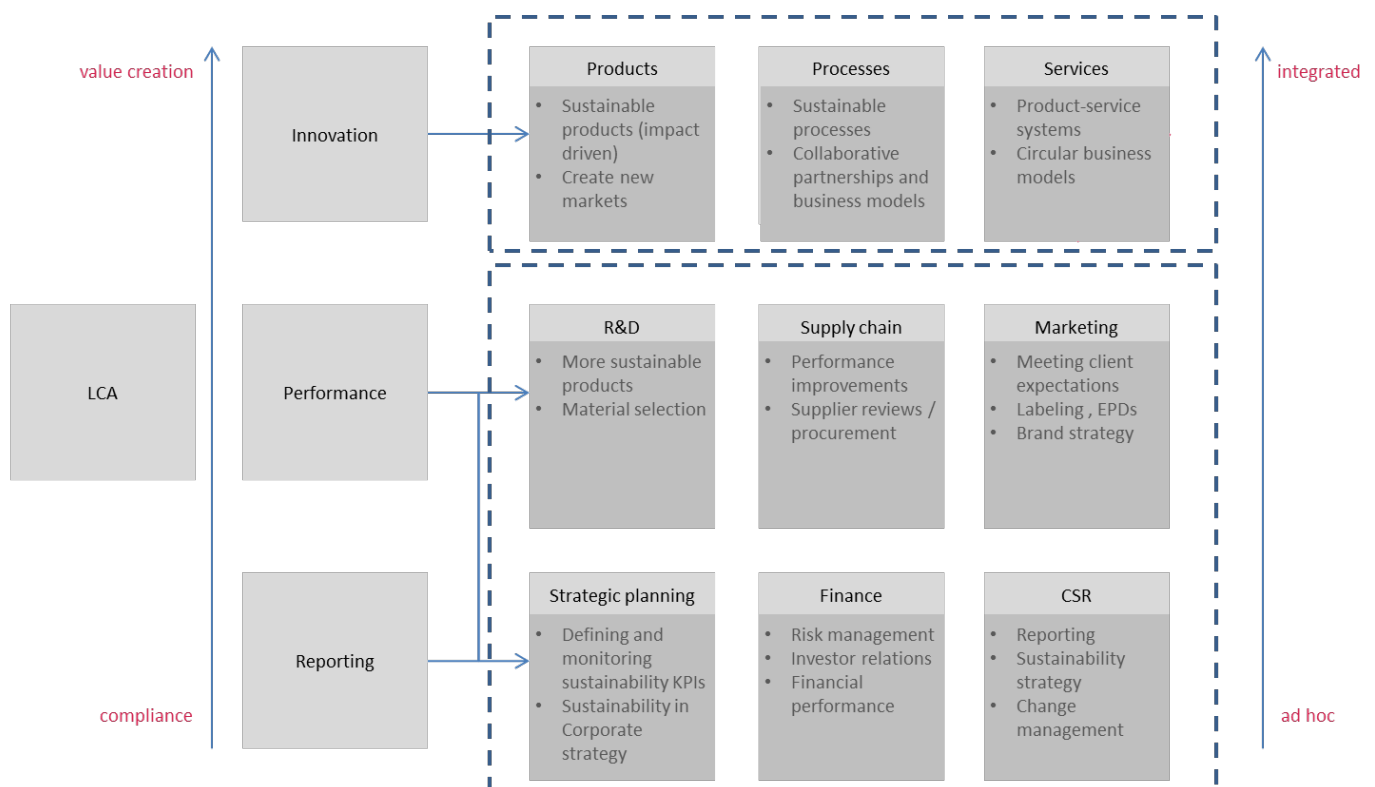 value creation
Innovation
Products
• Sustainable
products (impact
driven)
• Create new
markets
Processes
• Sustainable
processes
• Collaborative
partnerships and
business models
Services
• Product-service
systems
• Circular business
models
integrated
LCA
Performance
R&D
• More sustainable
products
• Material selection
Supply chain
• Performance
improvements
• Supplier reviews /
procurement
Marketing
• Meeting client
expectations
• Labeling , EPDs
• Brand strategy
Reporting
Strategic planning
• Defining and
monitoring
sustainability KPIs
• Sustainability in
Corporate
strategy
Finance
• Risk management
• Investor relations
• Financial
performance
CSR
• Reporting
• Sustainability
strategy
• Change
management
compliance
ad hoc